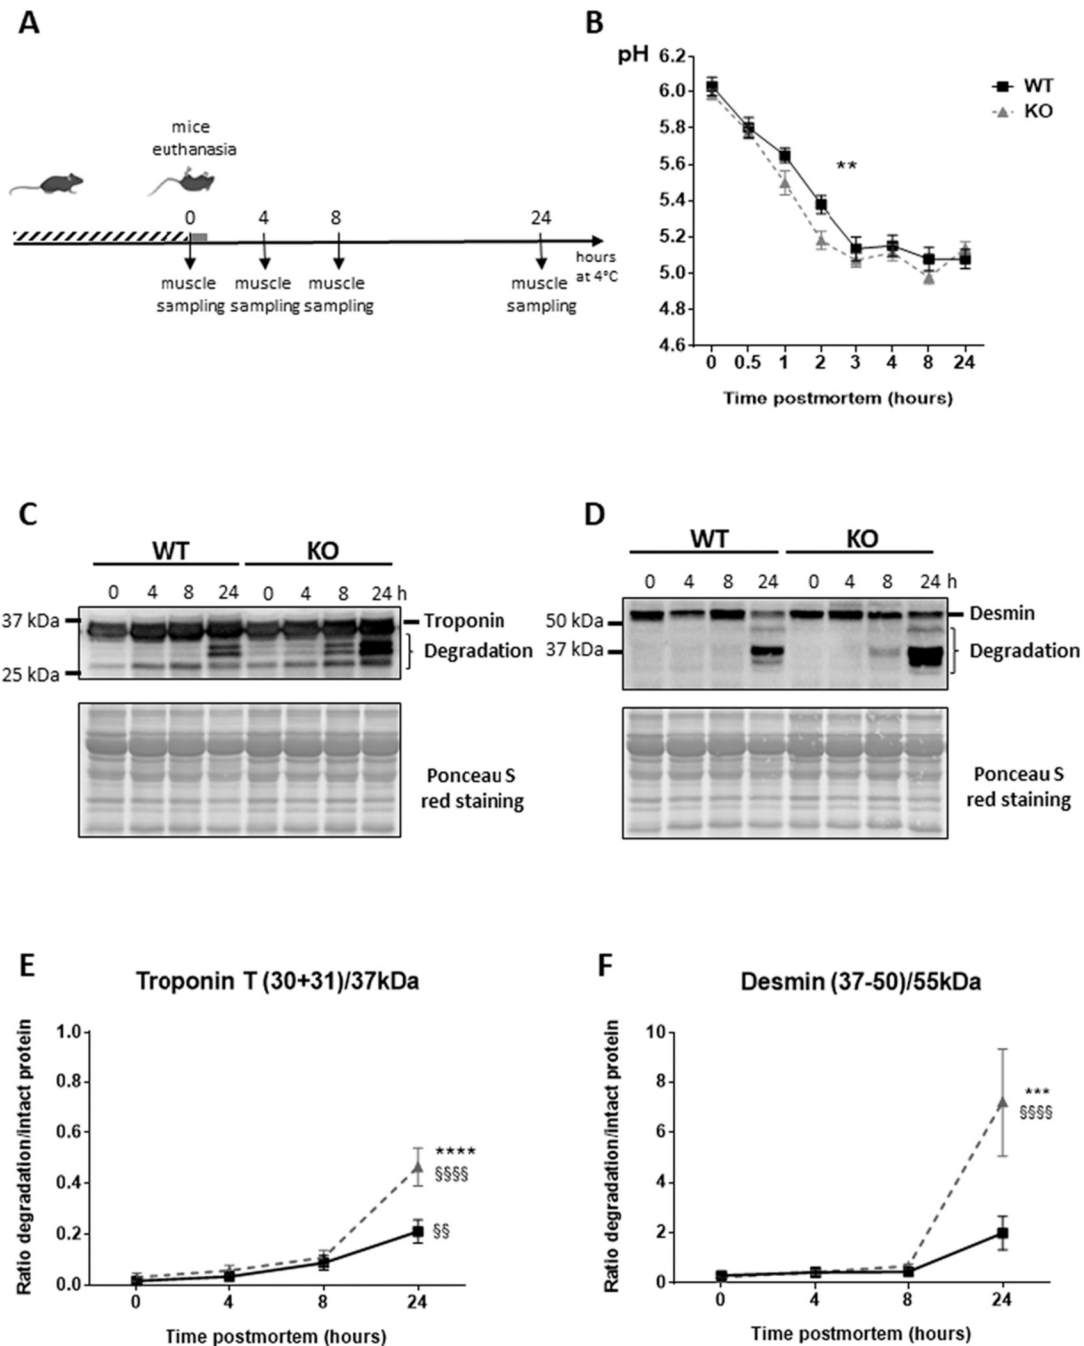 A
mice
euthanasia
0 4 8 24
hours
at 4°C
muscle muscle muscle muscle
sampling sampling sampling sampling
B
pH
6.2
6.0
5.8
5.6
5.4
5.2
5.0
4.8
4.6
**
WT
KO
0 0.5 1 2 3 4 8 24
Time postmortem (hours)
C
WT KO
0 4 8 24 0 4 8 24 h
37 kDa
25 kDa
Troponin
Degradation
Ponceau S
red staining
D
WT KO
0 4 8 24 0 4 8 24 h
50 kDa
37 kDa
Desmin
Degradation
Ponceau S
red staining
E
Troponin T (30+31)/37kDa
Ratio degradation/intact protein
1.0
0.8
0.6
0.4
0.2
0.0
****
§§§§
§§
0 4 8 24
Time postmortem (hours)
F
Desmin (37-50)/55kDa
Ratio degradation/intact protein
10
8
6
4
2
0
***
§§§§
0 4 8 24
Time postmortem (hours)